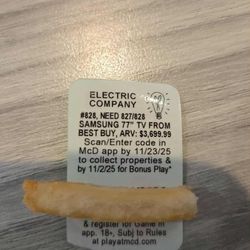 ELECTRIC
COMPANY
#828, NEED 827/828
SAMSUNG 77" TV FROM
BEST BUY, ARV: $3,699.99
Scan/Enter code in
McD app by 11/23/25
to collect properties &
by 11/2/25 for Bonus Play*
& register for Game in
app. 18+, Subj to Rules
at playatmcd.com